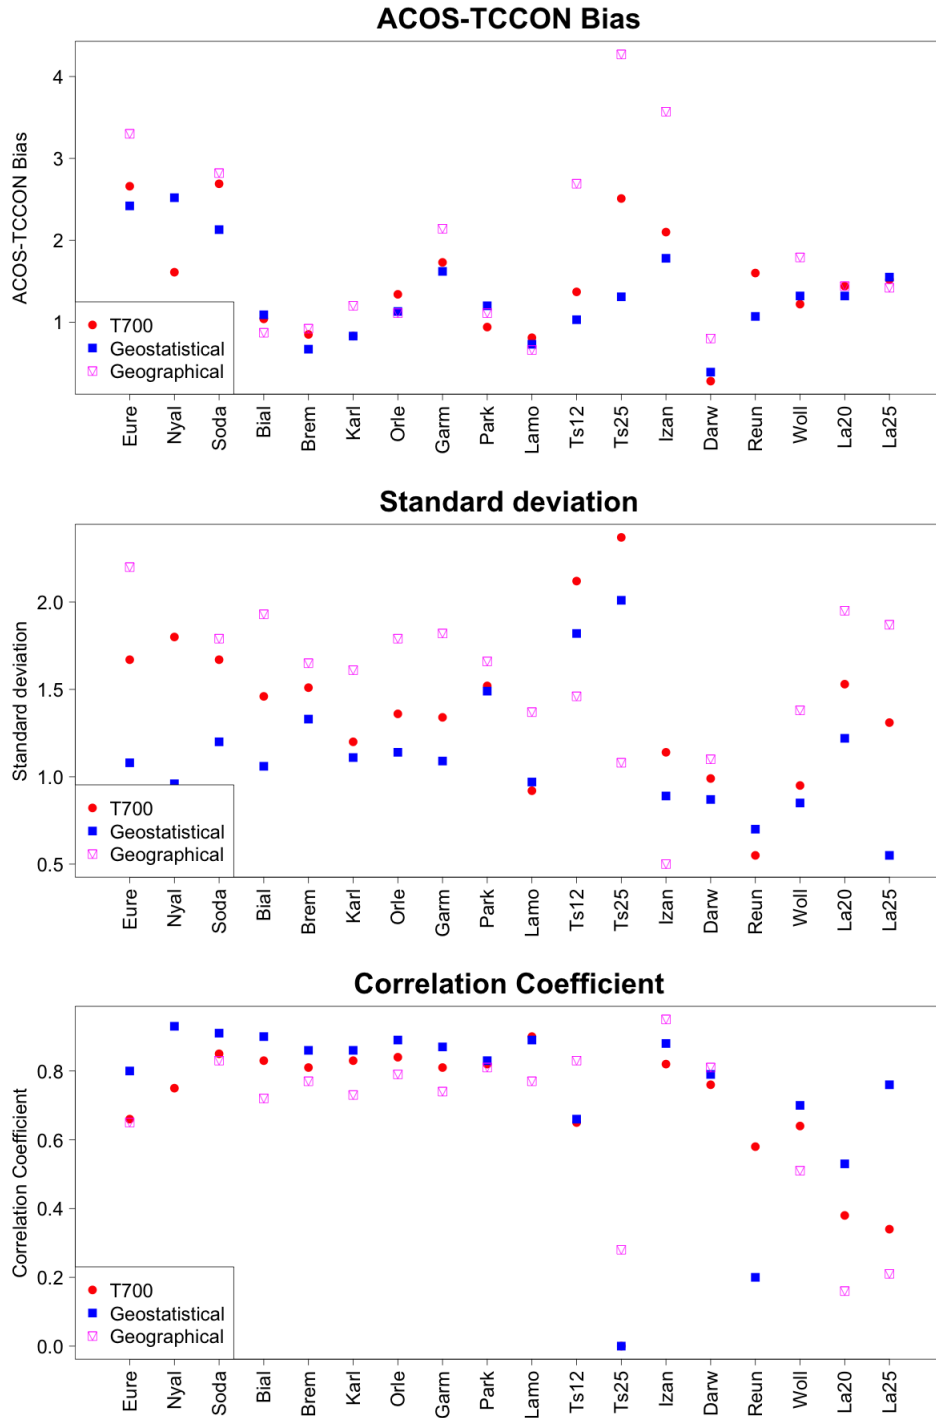 ACOS-TCCON Bias
ACOS-TCCON Bias
4
3
2
1
T700
Geostatistical
Geographical
Eure Nyal Soda Bial Brem Karl Orle Garm Park Lamo Ts12 Ts25 Izan Darw Reun Woll La20 La25
Standard deviation
Standard deviation
2.0
1.5
1.0
0.5
T700
Geostatistical
Geographical
Eure Nyal Soda Bial Brem Karl Orle Garm Park Lamo Ts12 Ts25 Izan Darw Reun Woll La20 La25
Correlation Coefficient
Correlation Coefficient
0.8
0.6
0.4
0.2
0.0
T700
Geostatistical
Geographical
Eure Nyal Soda Bial Brem Karl Orle Garm Park Lamo Ts12 Ts25 Izan Darw Reun Woll La20 La25